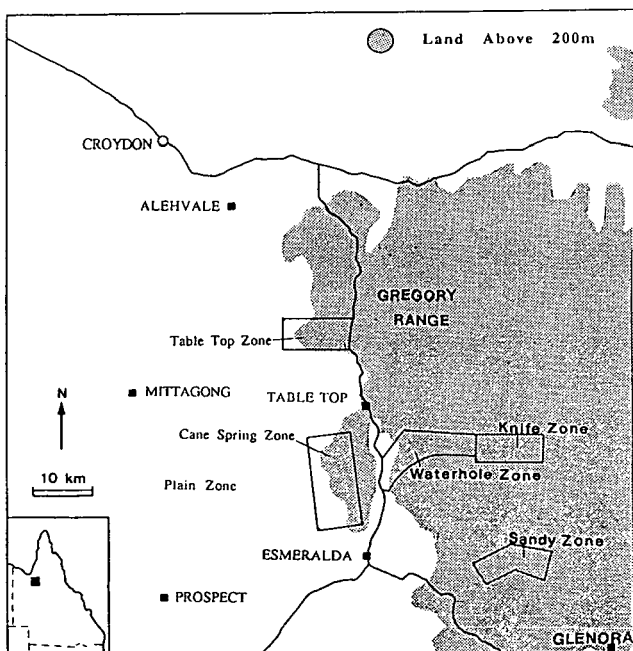 Land Above 200m
CROYDON
ALEHVALE
GREGORY
RANGE
Table Top Zone
N
MITTAGONG
TABLE TOP
Knife Zone
Cane Spring Zone
Waterhole Zone
10 km
Plain Zone
Sandy Zone
ESMERALDA
PROSPECT
GLENORA